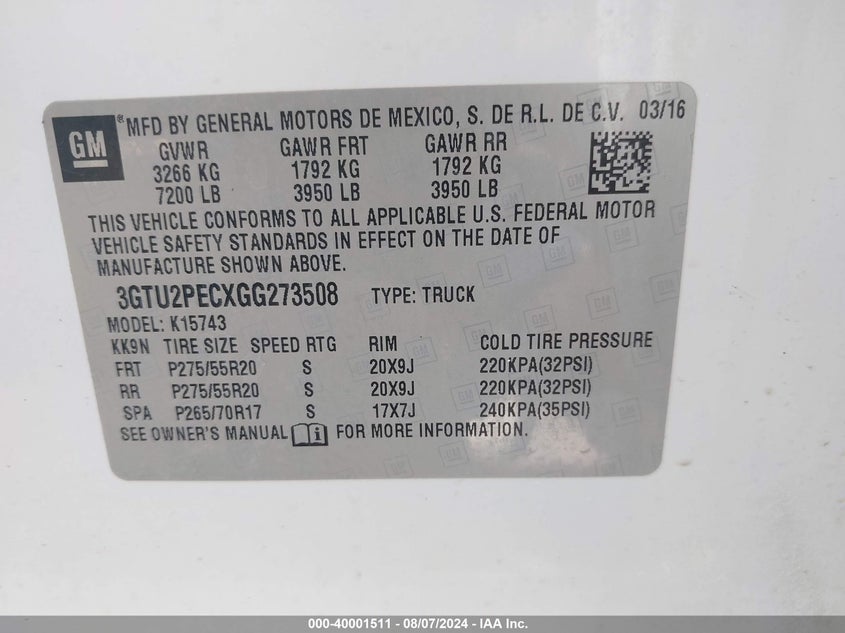 GM ® MFD BY GENERAL MOTORS DE MEXICO, S. DE R.L. DE C.V. 03/16
GVWR GAWR FRT GAWR RR
3266 KG 1792 KG 1792 KG
7200 LB 3950 LB 3950 LB
THIS VEHICLE CONFORMS TO ALL APPLICABLE U.S. FEDERAL MOTOR
VEHICLE SAFETY STANDARDS IN EFFECT ON THE DATE OF
MANUFACTURE SHOWN ABOVE.
3GTU2PECXGG273508 TYPE: TRUCK
MODEL: K15743
KK9N TIRE SIZE SPEED RTG RIM COLD TIRE PRESSURE
FRT P275/55R20 S 20X9J 220KPA(32PSI)
RR P275/55R20 S 20X9J 220KPA(32PSI)
SPA P265/70R17 S 17X7J 240KPA(35PSI)
SEE OWNER'S MANUAL FOR MORE INFORMATION.
000-40001511 - 08/07/2024 - IAA Inc.